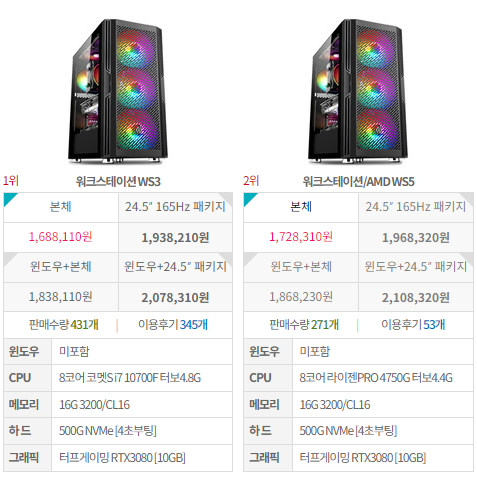 1위
워크스테이션 WS3
본체
24.5" 165Hz 패키지
1,688,110원
1,938,210원
윈도우+본체
윈도우+24.5" 패키지
1,838,110원
2,078,310원
판매수량 431개 | 이용후기 345개
윈도우 미포함
CPU 8코어 코멧S i7 10700F 터보4.8G
메모리 16G 3200/CL16
하드 500G NVMe [4초부팅]
그래픽 터프게이밍 RTX3080 [10GB]
2위
워크스테이션/AMD WS5
본체
24.5" 165Hz 패키지
1,728,310원
1,968,320원
윈도우+본체
윈도우+24.5" 패키지
1,868,230원
2,108,320원
판매수량 271개 | 이용후기 53개
윈도우 미포함
CPU 8코어 라이젠PRO 4750G 터보4.4G
메모리 16G 3200/CL16
하드 500G NVMe [4초부팅]
그래픽 터프게이밍 RTX3080 [10GB]